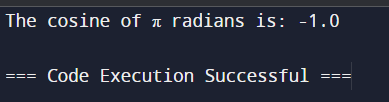 The cosine of π radians is: -1.0
=== Code Execution Successful ===